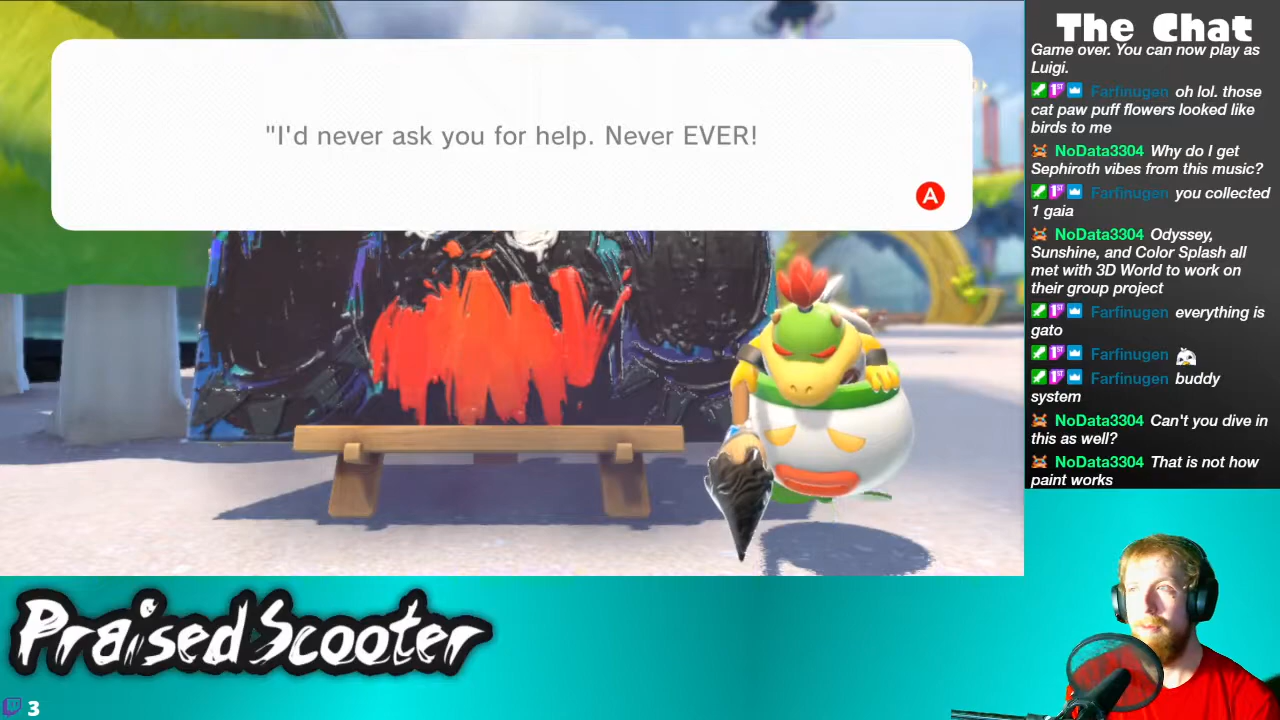 "I'd never ask you for help. Never EVER!
A
The Chat
Game over. You can now play as
Luigi.
Farfinugen oh lol. those
cat paw puff flowers looked like
birds to me
NoData3304 Why do I get
Sephiroth vibes from this music?
Farfinugen you collected
1 gaia
NoData3304 Odyssey,
Sunshine, and Color Splash all
met with 3D World to work on
their group project
Farfinugen everything is
gato
Farfinugen
Farfinugen buddy
system
NoData3304 Can't you dive in
this as well?
NoData3304 That is not how
paint works
PraisedScooter
3